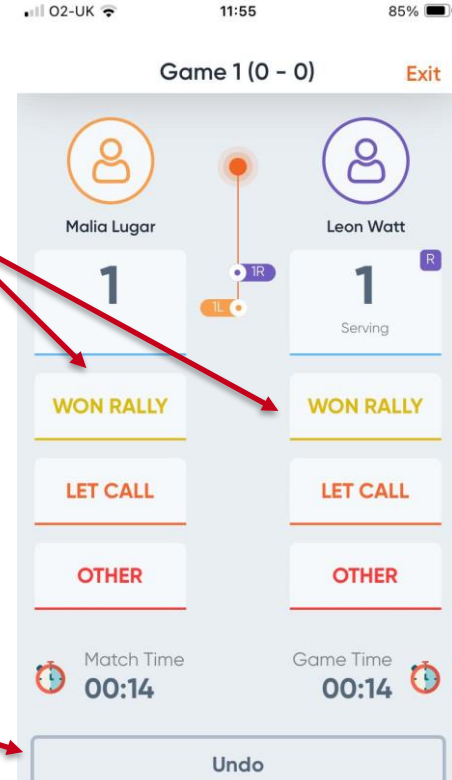 O2-UK 11:55 85%
Game 1 (0 - 0) Exit
Malia Lugar Leon Watt
1 1R 1 R
1L
Serving
WON RALLY WON RALLY
LET CALL LET CALL
OTHER OTHER
Match Time Game Time
00:14 00:14
Undo